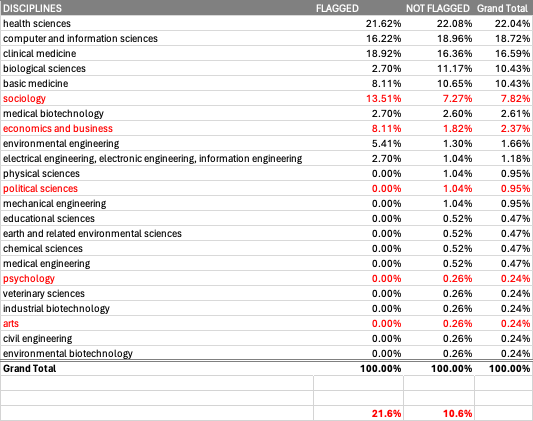 DISCIPLINES FLAGGED NOT FLAGGED Grand Total
health sciences 21.62% 22.08% 22.04%
computer and information sciences 16.22% 18.96% 18.72%
clinical medicine 18.92% 16.36% 16.59%
biological sciences 2.70% 11.17% 10.43%
basic medicine 8.11% 10.65% 10.43%
sociology 13.51% 7.27% 7.82%
medical biotechnology 2.70% 2.60% 2.61%
economics and business 8.11% 1.82% 2.37%
environmental engineering 5.41% 1.30% 1.66%
electrical engineering, electronic engineering, information engineering 2.70% 1.04% 1.18%
physical sciences 0.00% 1.04% 0.95%
political sciences 0.00% 1.04% 0.95%
mechanical engineering 0.00% 1.04% 0.95%
educational sciences 0.00% 0.52% 0.47%
earth and related environmental sciences 0.00% 0.52% 0.47%
chemical sciences 0.00% 0.52% 0.47%
medical engineering 0.00% 0.52% 0.47%
psychology 0.00% 0.26% 0.24%
veterinary sciences 0.00% 0.26% 0.24%
industrial biotechnology 0.00% 0.26% 0.24%
arts 0.00% 0.26% 0.24%
civil engineering 0.00% 0.26% 0.24%
environmental biotechnology 0.00% 0.26% 0.24%
Grand Total 100.00% 100.00% 100.00%
21.6% 10.6%